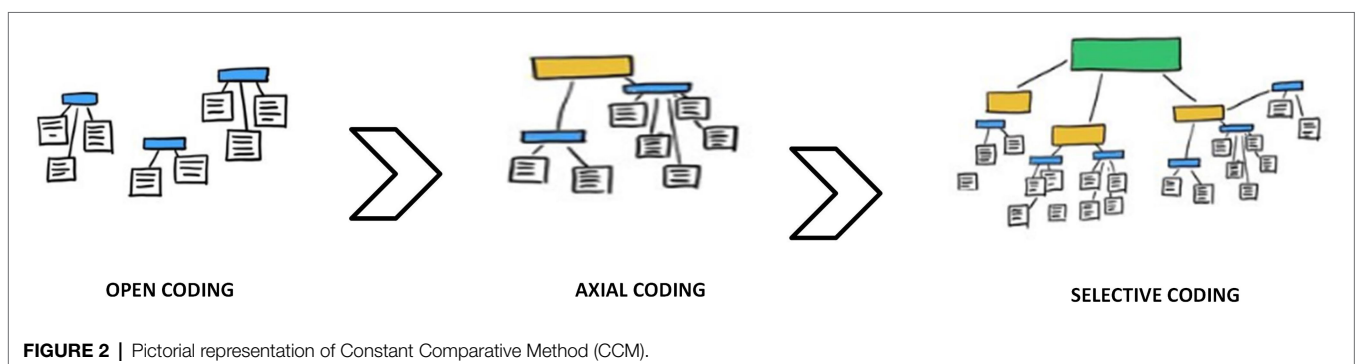 OPEN CODING
AXIAL CODING
SELECTIVE CODING
FIGURE 2 | Pictorial representation of Constant Comparative Method (CCM).